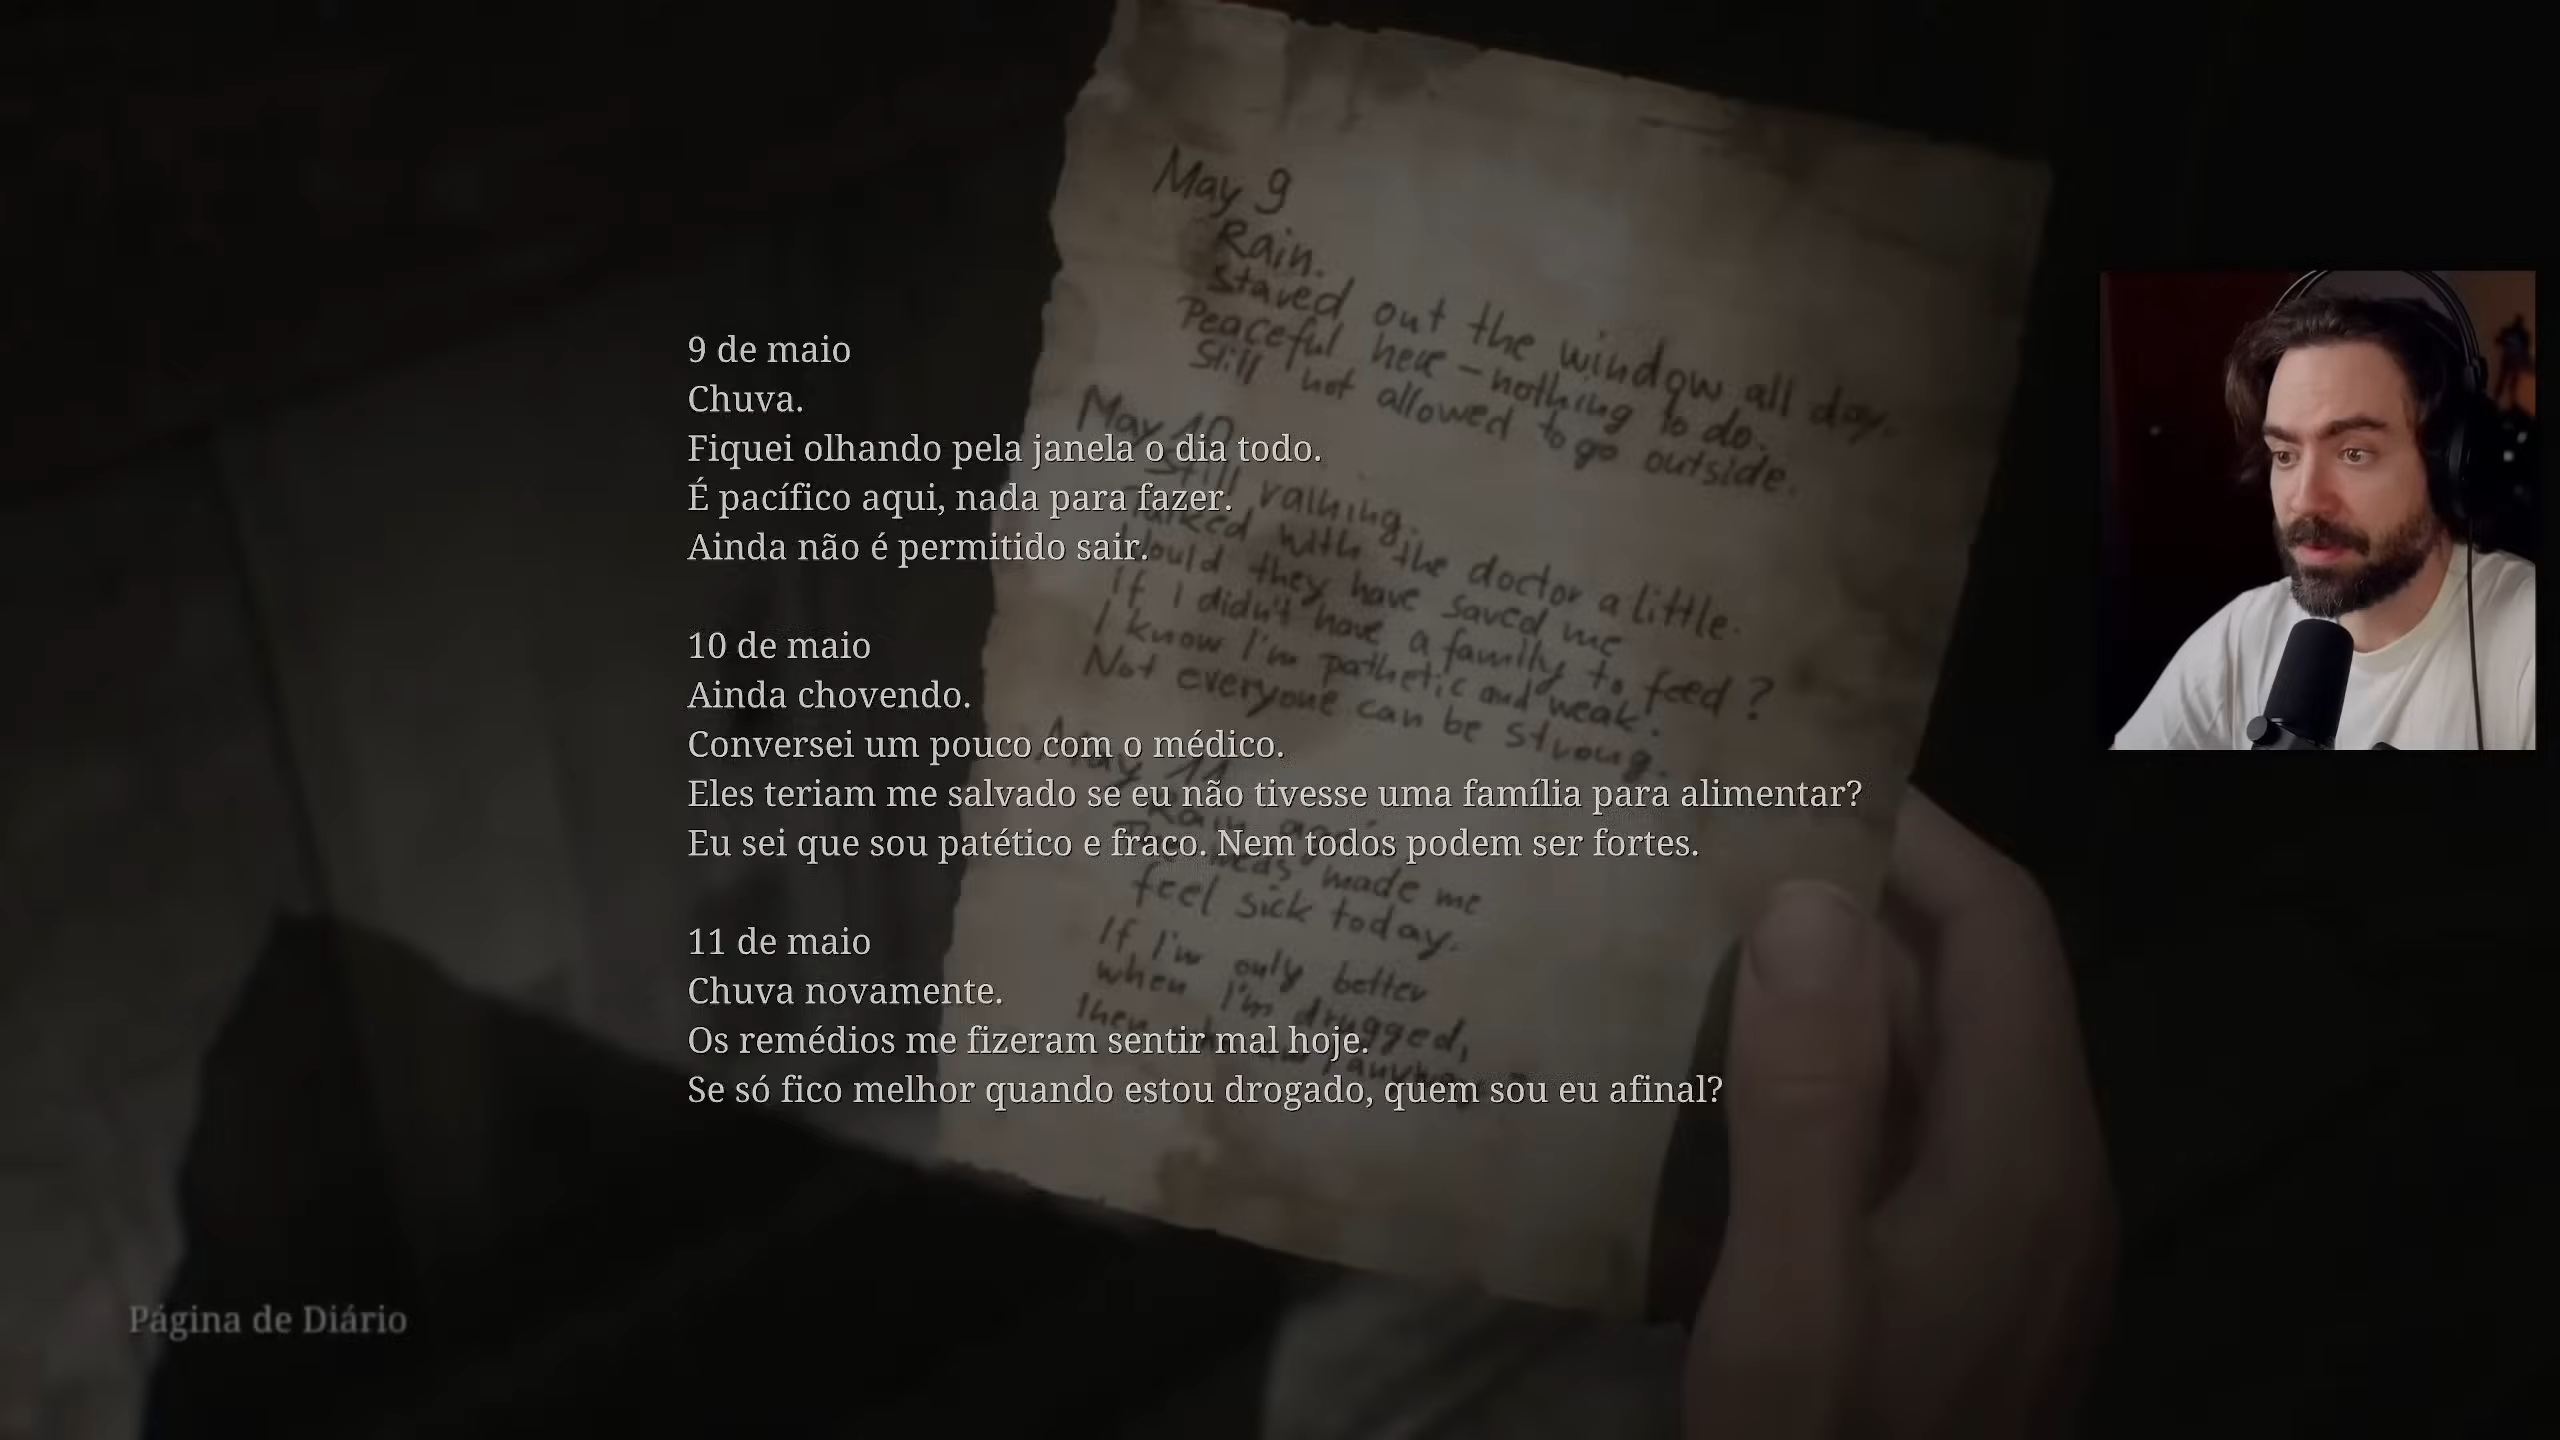 9 de maio
Chuva.
Fiquei olhando pela janela o dia todo.
É pacífico aqui, nada para fazer.
Ainda não é permitido sair.
10 de maio
Ainda chovendo.
Conversei um pouco com o médico.
Eles teriam me salvado se eu não tivesse uma família para alimentar?
Eu sei que sou patético e fraco. Nem todos podem ser fortes.
11 de maio
Chuva novamente.
Os remédios me fizeram sentir mal hoje.
Se só fico melhor quando estou drogado, quem sou eu afinal?
Página de Diário
May 9
Rain.
Stared out the window all day.
Peaceful here – nothing to do.
Still not allowed to go outside.
May 10
Still raining.
Talked with the doctor a little.
Would they have saved me
If I didn't have a family to feed?
I know I'm pathetic and weak.
Not everyone can be strong.
May 11
Rain
meds made me
feel sick today.
If I'm only better
when I'm drugged,
then